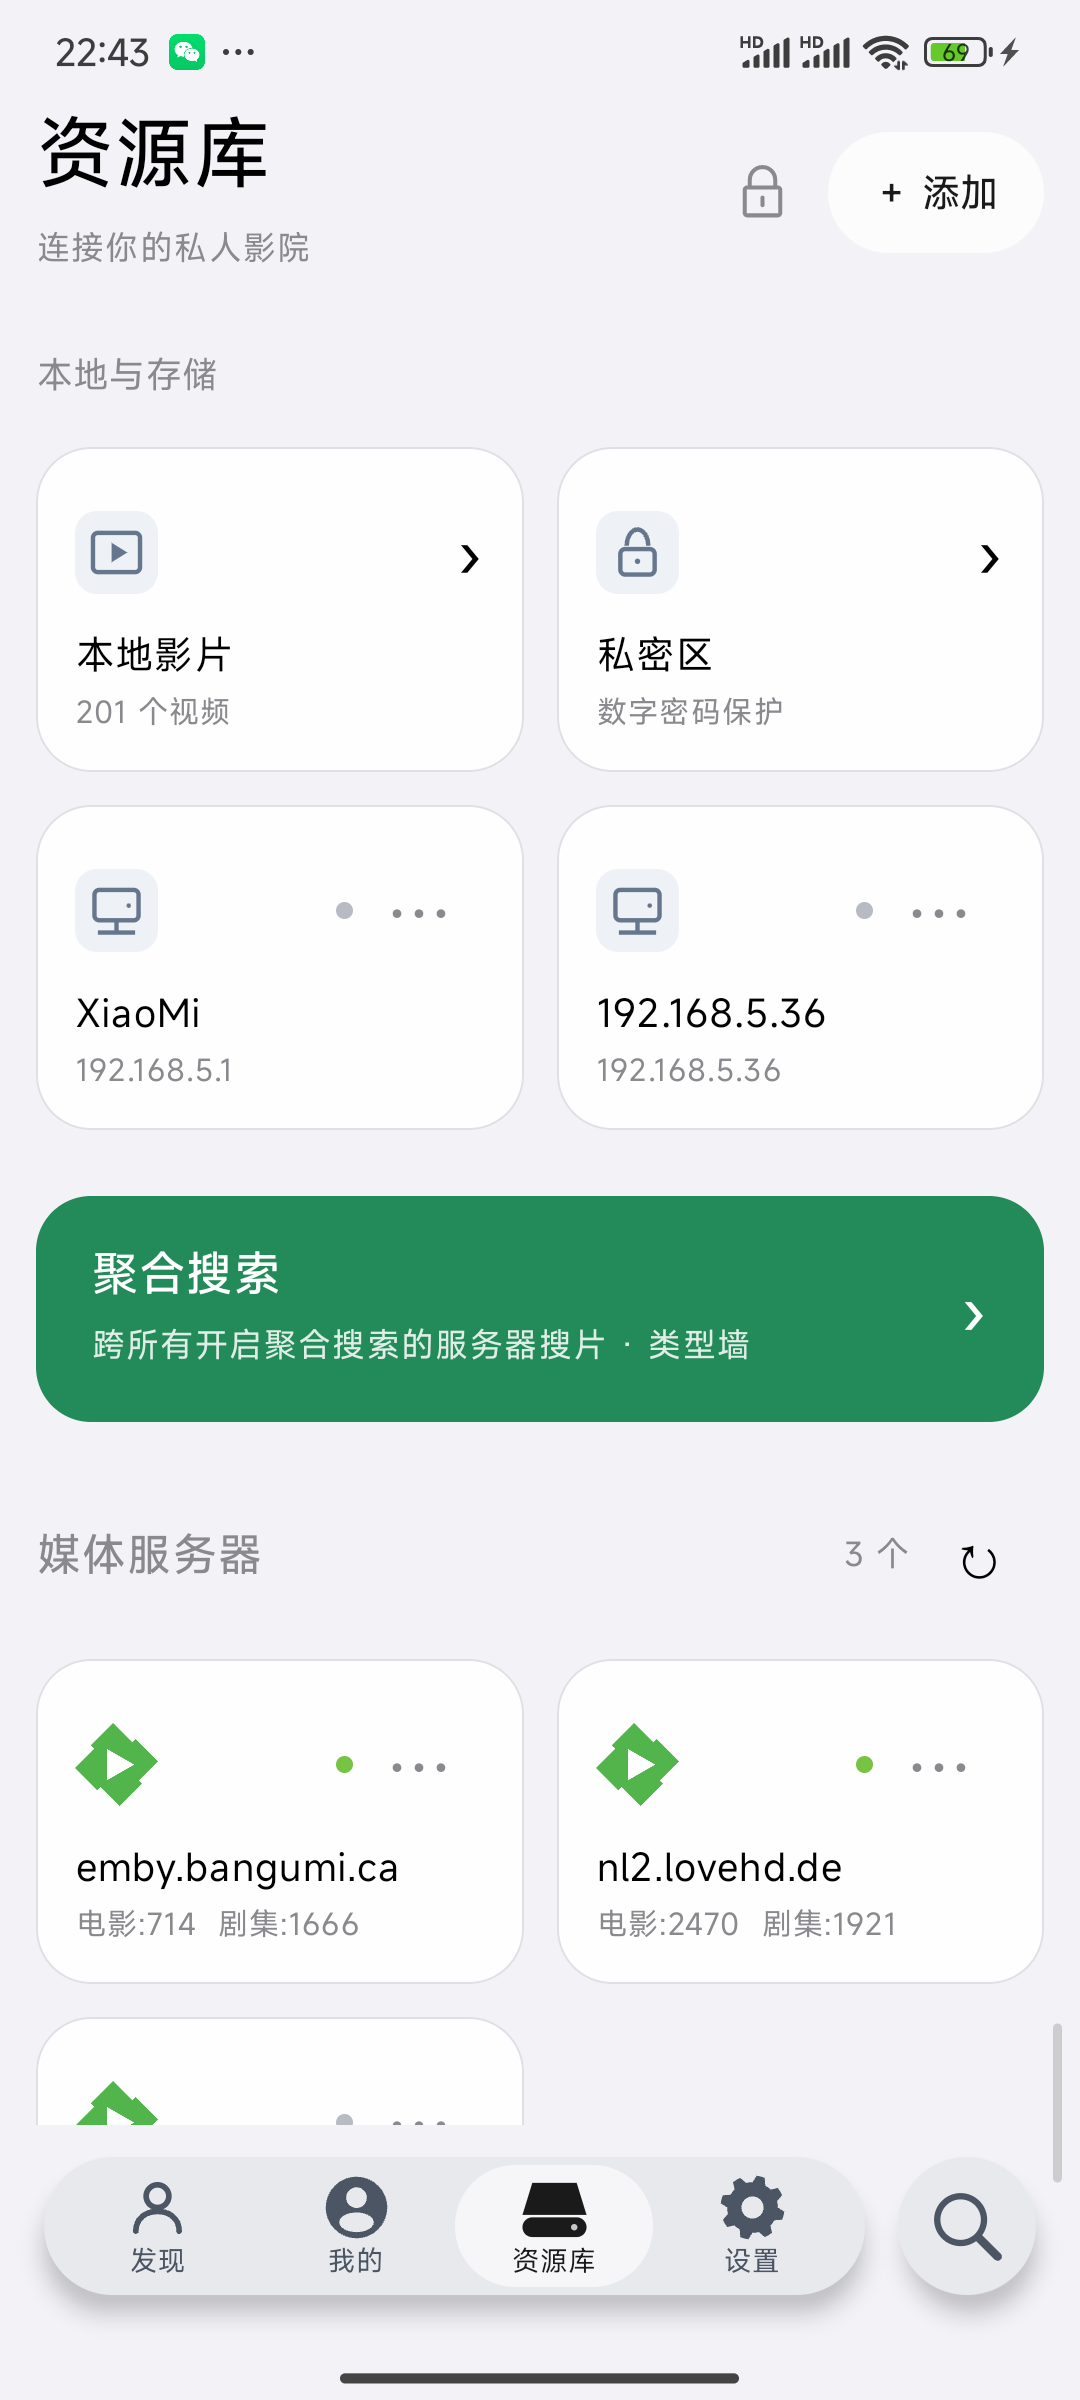 22:43
HD HD 69
资源库
+ 添加
连接你的私人影院
本地与存储
本地影片
201 个视频
私密区
数字密码保护
XiaoMi
192.168.5.1
192.168.5.36
192.168.5.36
聚合搜索
跨所有开启聚合搜索的服务器搜片 · 类型墙
媒体服务器
3 个
emby.bangumi.ca
电影:714 剧集:1666
nl2.lovehd.de
电影:2470 剧集:1921
发现
我的
资源库
设置